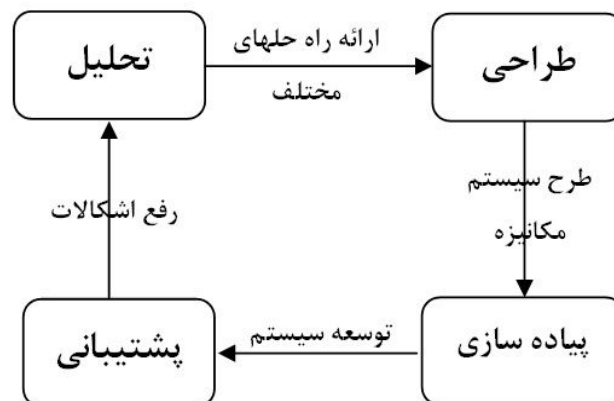 تحلیل
ارائه راه حلهای
مختلف
طراحی
طرح سیستم
مکانیزه
پیاده سازی
توسعه سیستم
پشتیبانی
رفع اشکالات